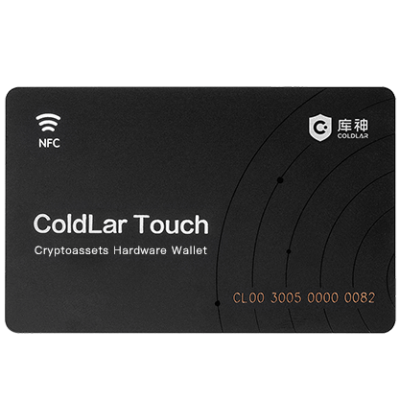 NFC
库神
COLDLAR
ColdLar Touch
Cryptoassets Hardware Wallet
CL00 3005 0000 0082